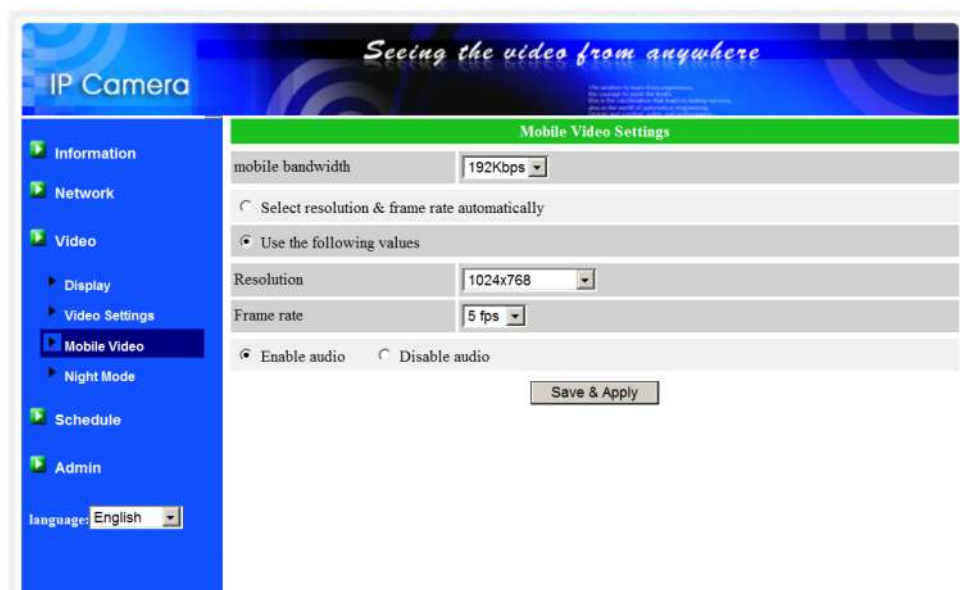 Seeing the video from anywhere
IP Camera
Information
Network
Video
Display
Video Settings
Mobile Video
Night Mode
Schedule
Admin
language: English
Mobile Video Settings
mobile bandwidth 192Kbps
Select resolution & frame rate automatically
Use the following values
Resolution 1024x768
Frame rate 5 fps
Enable audio Disable audio
Save & Apply